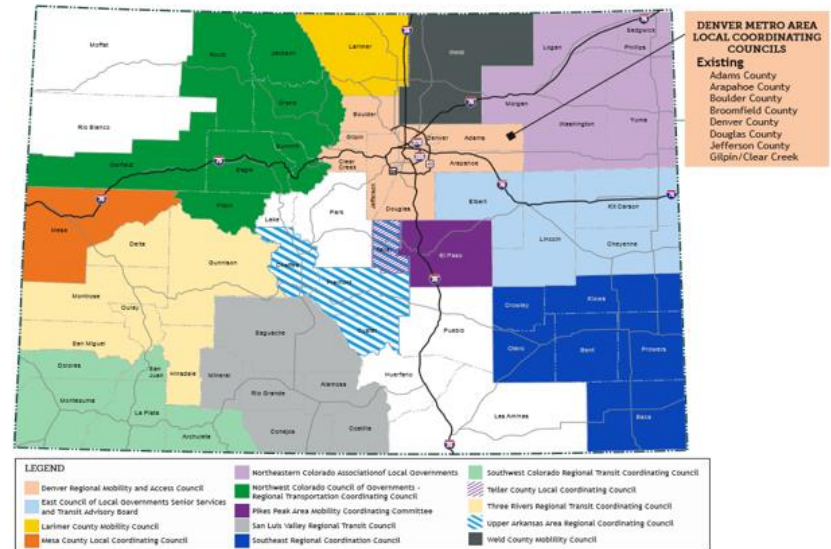 DENVER METRO AREA
LOCAL COORDINATING
COUNCILS
Existing
Adams County
Arapahoe County
Boulder County
Broomfield County
Denver County
Douglas County
Jefferson County
Gilpin/Clear Creek
Moffat
Routt
Jackson
Larimer
Weld
Logan
Sedgwick
Phillips
Rio Blanco
Grand
Boulder
Morgan
Washington
Yuma
Garfield
Eagle
Summit
Gilpin
Clear
Creek
Denver
Adams
Arapahoe
Jefferson
Douglas
Elbert
Kit Carson
Mesa
Pitkin
Lake
Park
Delta
Gunnison
Chaffee
Teller
El Paso
Lincoln
Cheyenne
Fremont
Montrose
Ouray
San Miguel
Saguache
Custer
Pueblo
Crowley
Kiowa
Otero
Bent
Prowers
Dolores
San
Juan
Hinsdale
Mineral
Rio Grande
Alamosa
Huerfano
Montezuma
La Plata
Archuleta
Conejos
Costilla
Las Animas
Baca
LEGEND
Denver Regional Mobility and Access Council
East Council of Local Governments Senior Services
and Transit Advisory Board
Larimer County Mobility Council
Mesa County Local Coordinating Council
Northeastern Colorado Associationof Local Governments
Northwest Colorado Council of Governments -
Regional Transportation Coordinating Council
Pikes Peak Area Mobility Coordinating Committee
San Luis Valley Regional Transit Council
Southeast Regional Coordination Council
Southwest Colorado Regional Transit Coordinating Council
Teller County Local Coordinating Council
Three Rivers Regional Transit Coordinating Council
Upper Arkansas Area Regional Coordinating Council
Weld County Moblility Council